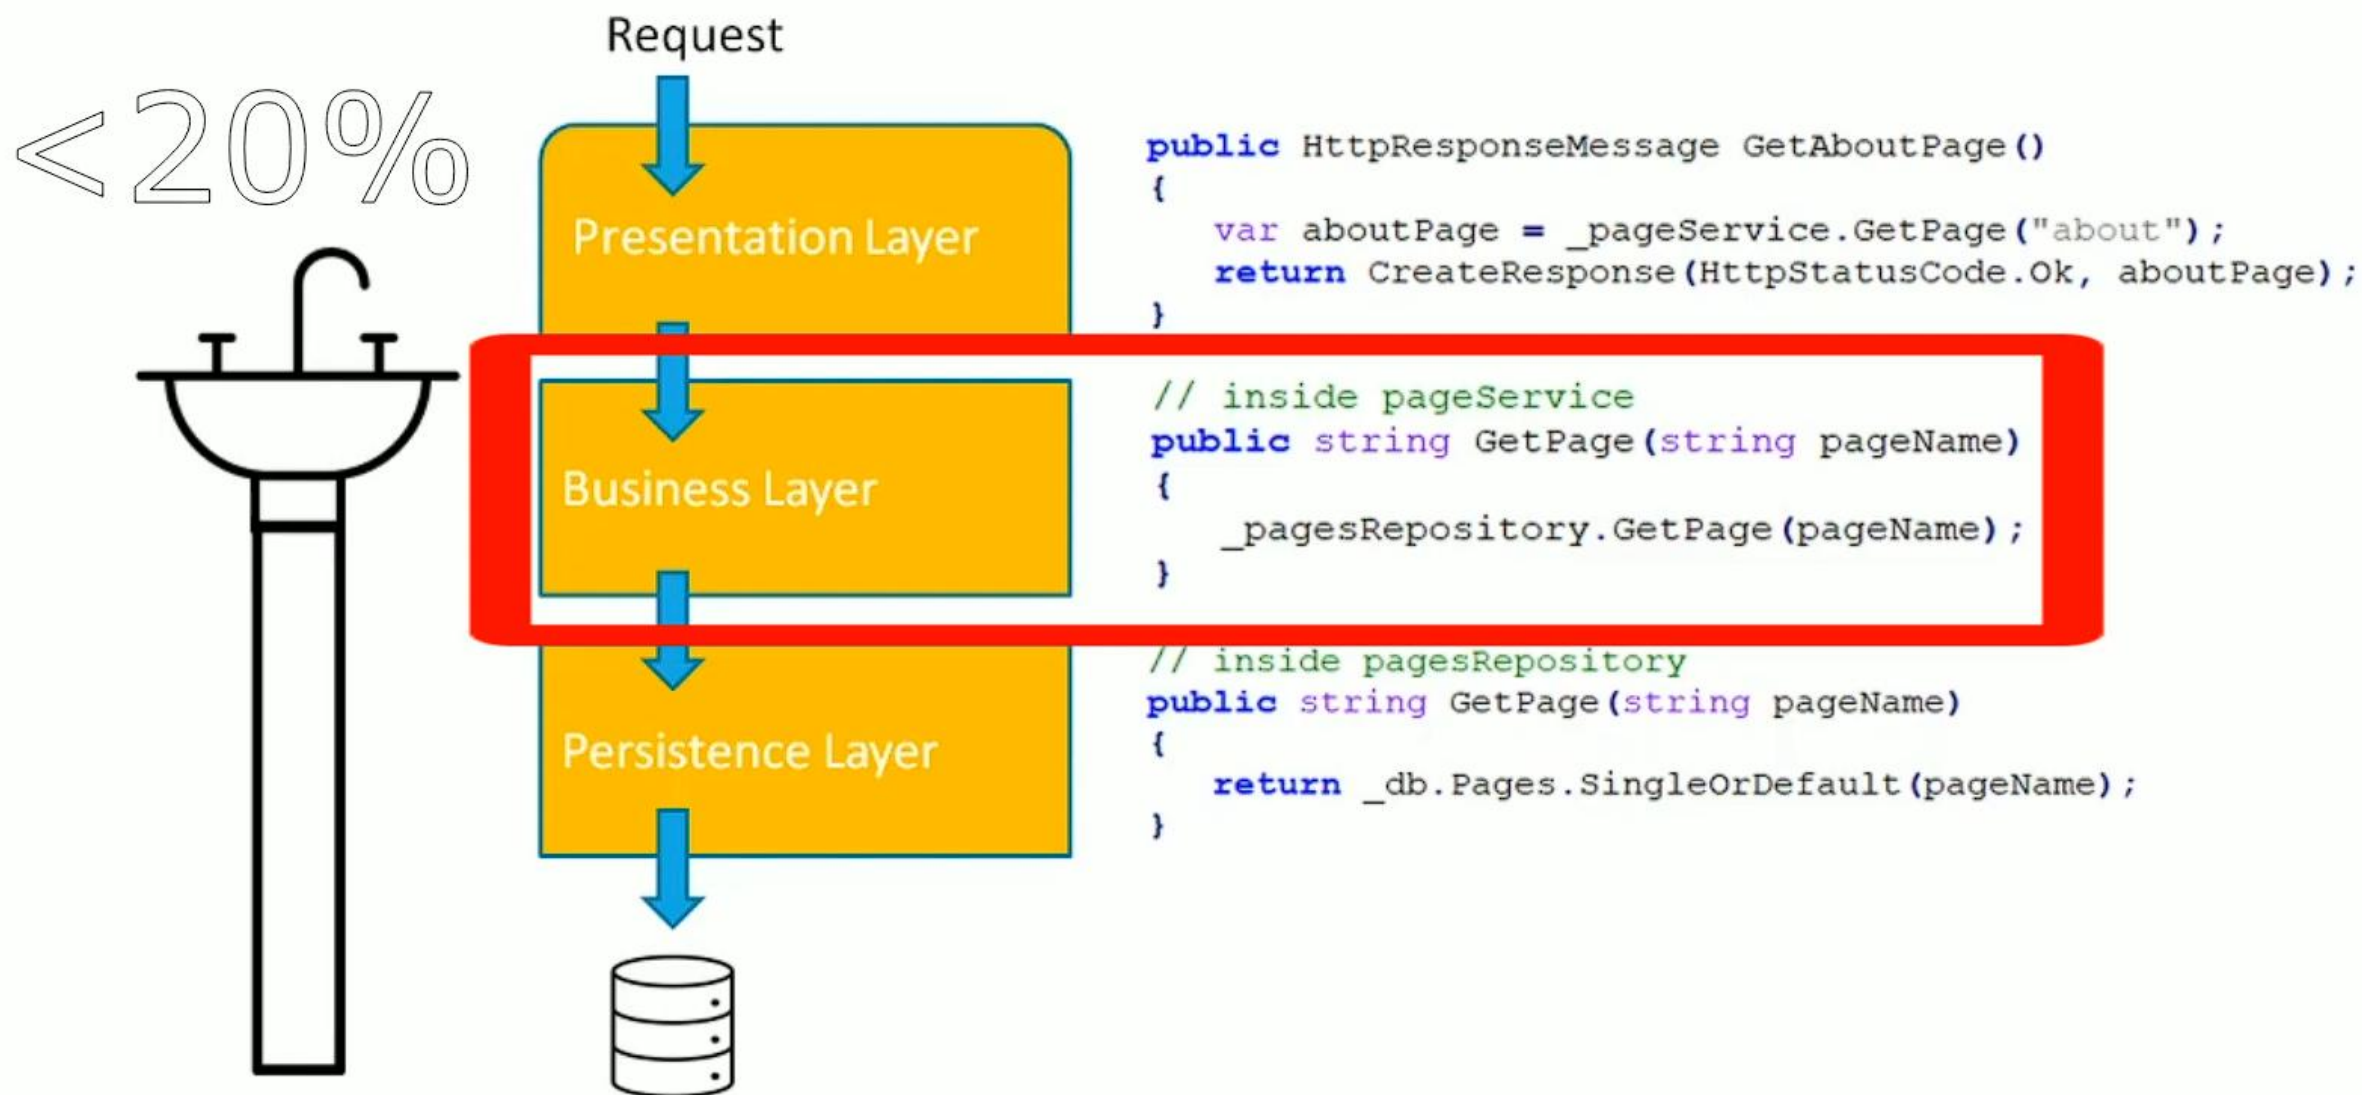 Request
<20%
Presentation Layer
public HttpResponseMessage GetAboutPage()
{
var aboutPage = _pageService.GetPage("about");
return CreateResponse(HttpStatusCode.Ok, aboutPage);
}
Business Layer
// inside pageService
public string GetPage(string pageName)
{
_pagesRepository.GetPage(pageName);
}
Persistence Layer
// inside pagesRepository
public string GetPage(string pageName)
{
return _db.Pages.SingleOrDefault(pageName);
}